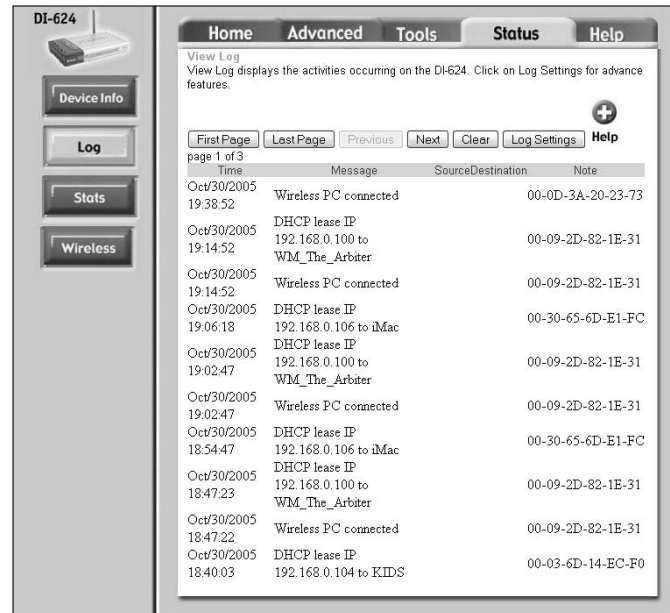 DI-624
Home Advanced Tools Status Help
Device Info
Log
Stats
Wireless
View Log
View Log displays the activities occurring on the DI-624. Click on Log Settings for advance
features.
Help
First Page Last Page Previous Next Clear Log Settings
page 1 of 3
Time Message Source Destination Note
Oct/30/2005
19:38:52 Wireless PC connected 00-0D-3A-20-23-73
Oct/30/2005
19:14:52
DHCP lease IP
192.168.0.100 to
WM_The_Arbiter 00-09-2D-82-1E-31
Oct/30/2005
19:14:52 Wireless PC connected 00-09-2D-82-1E-31
Oct/30/2005
19:06:18
DHCP lease IP
192.168.0.106 to iMac 00-30-65-6D-E1-FC
Oct/30/2005
19:02:47
DHCP lease IP
192.168.0.100 to
WM_The_Arbiter 00-09-2D-82-1E-31
Oct/30/2005
19:02:47 Wireless PC connected 00-09-2D-82-1E-31
Oct/30/2005
18:54:47
DHCP lease IP
192.168.0.106 to iMac 00-30-65-6D-E1-FC
Oct/30/2005
18:47:23
DHCP lease IP
192.168.0.100 to
WM_The_Arbiter 00-09-2D-82-1E-31
Oct/30/2005
18:47:22 Wireless PC connected 00-09-2D-82-1E-31
Oct/30/2005
18:40:03
DHCP lease IP
192.168.0.104 to KIDS 00-03-6D-14-EC-F0